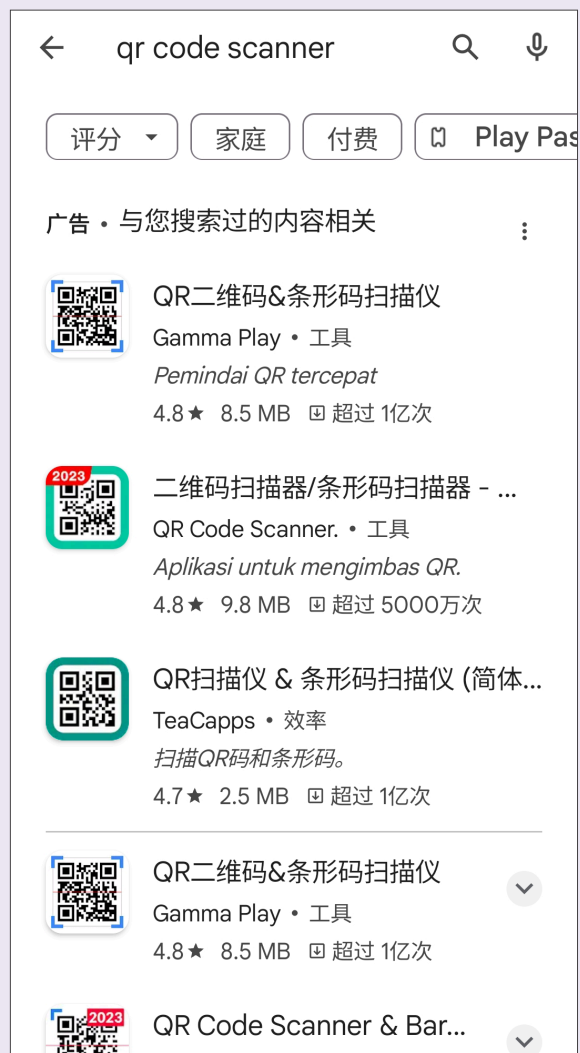 qr code scanner
评分
家庭
付费
Play Pas
广告 • 与您搜索过的内容相关
QR二维码&条形码扫描仪
Gamma Play • 工具
Pemindai QR tercepat
4.8★ 8.5 MB 超过 1亿次
2023
二维码扫描器/条形码扫描器 - ...
QR Code Scanner. • 工具
Aplikasi untuk mengimbas QR.
4.8★ 9.8 MB 超过 5000万次
QR扫描仪 & 条形码扫描仪 (简体...
TeaCapps • 效率
扫描QR码和条形码。
4.7★ 2.5 MB 超过 1亿次
QR二维码&条形码扫描仪
Gamma Play • 工具
4.8★ 8.5 MB 超过 1亿次
2023
QR Code Scanner & Bar...